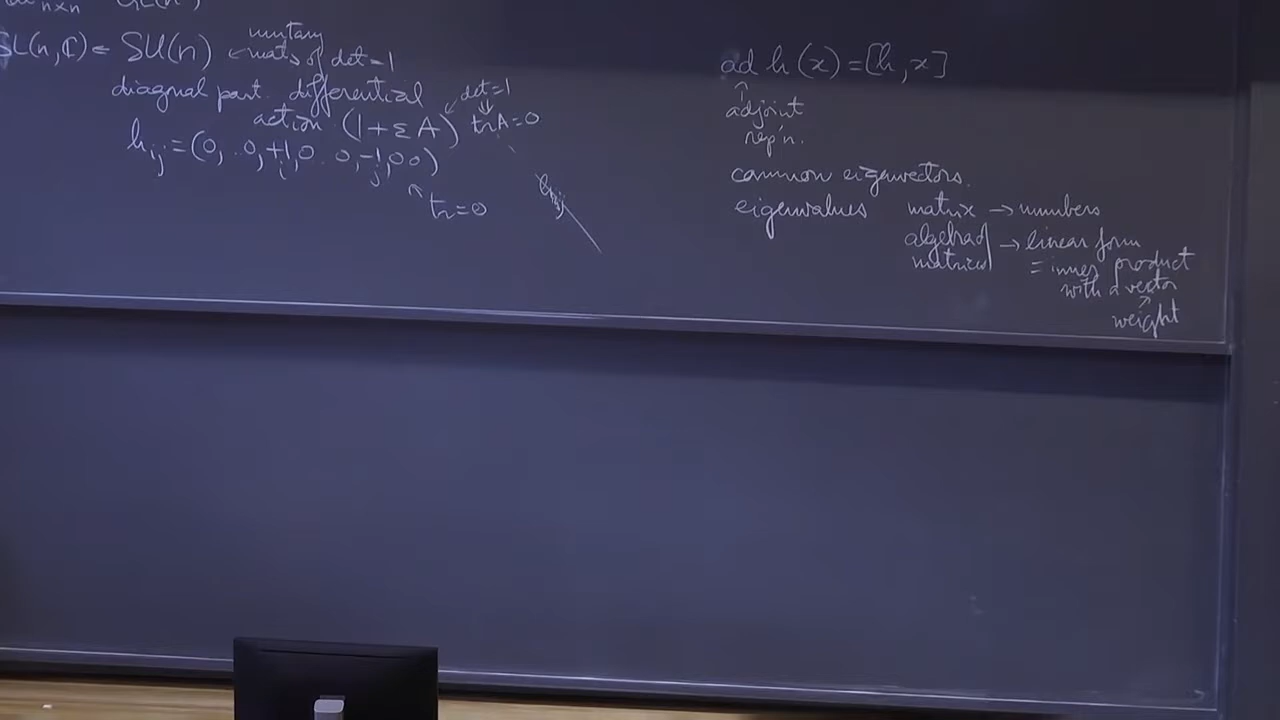 n×n
SL(n,ℂ) ← SU(n) ← unitary
mats of det=1
diagonal part. differential
action (1+εA) ↙ det=1
⇓
trA=0
h_ij=(0, ..0,+1,0 .. 0,-1,00)
i j
↖ tr=0
h_ij
ad h(x)=[h,x]
↑
adjoint
rep'n.
common eigenvectors.
eigenvalues matrix → numbers
algebra of → linear form
matrices = inner product
with a vector
↗
weight